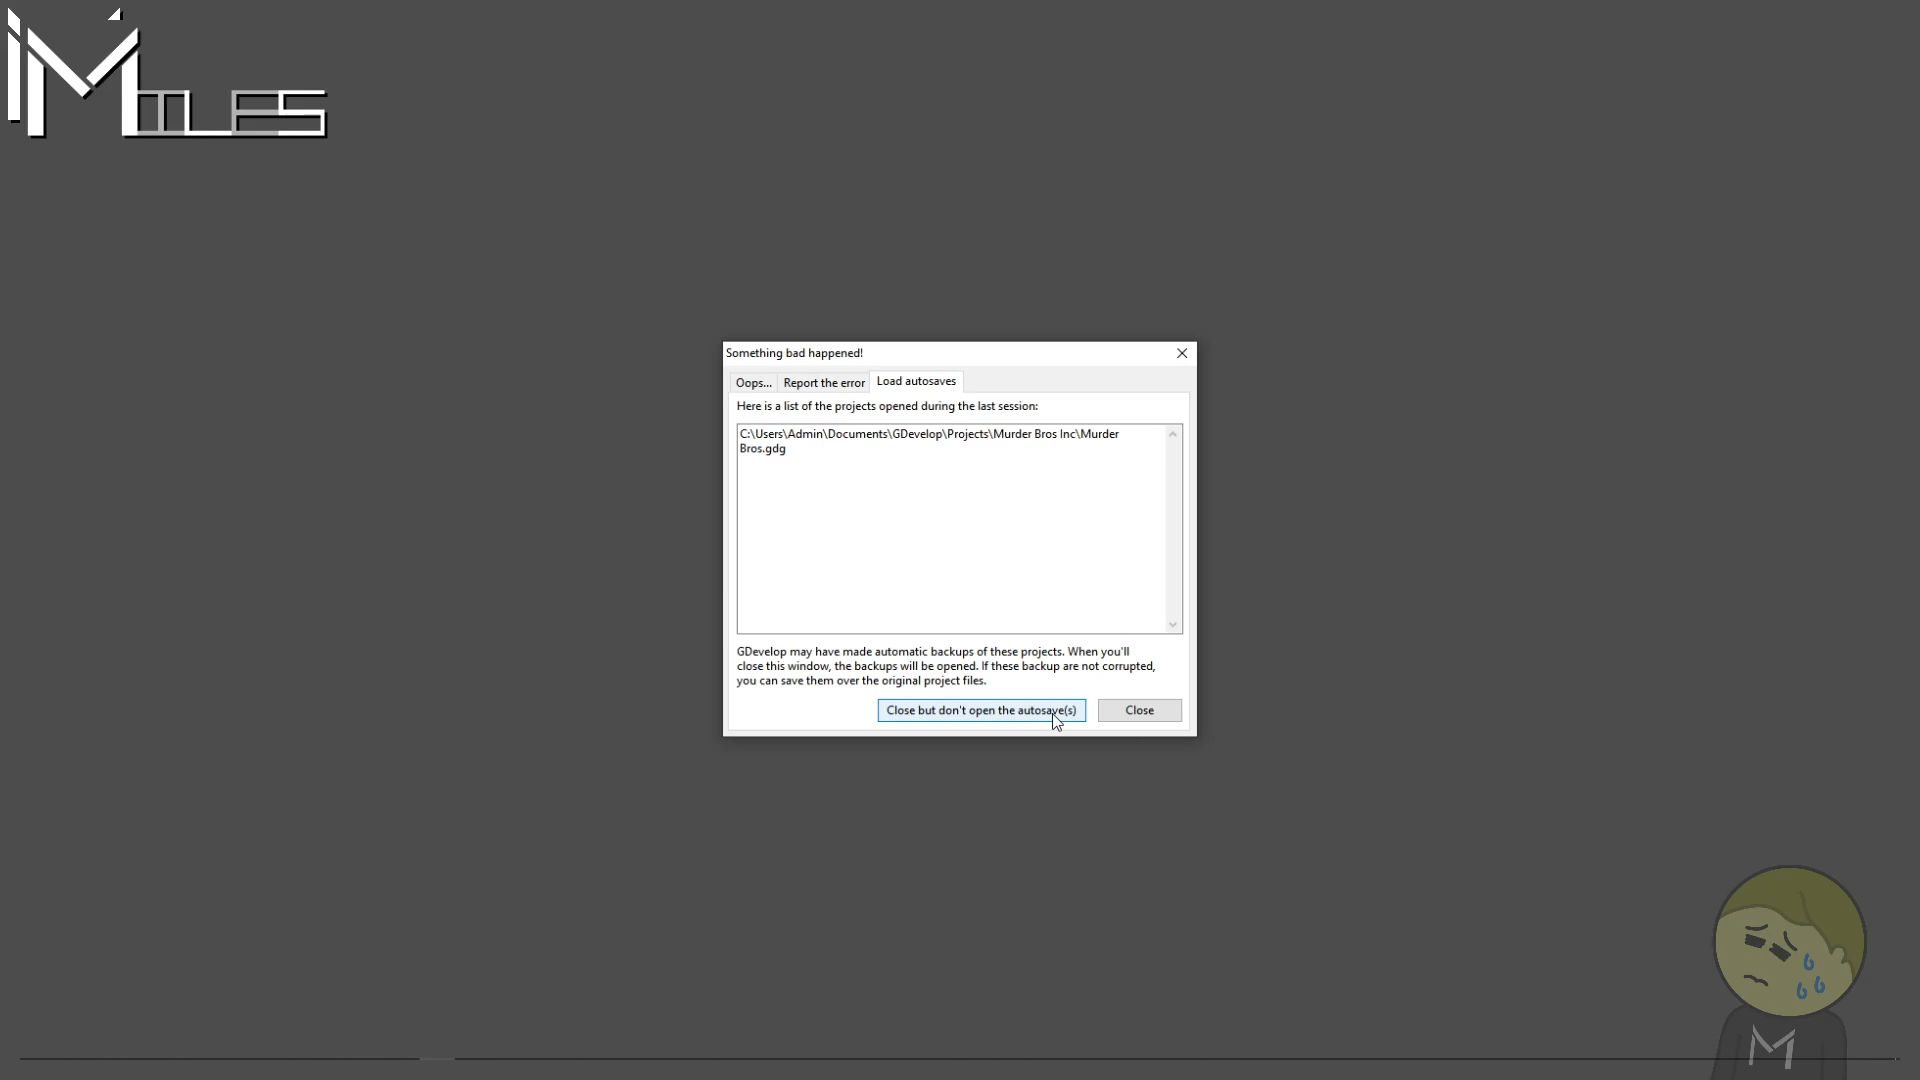 MILES
Something bad happened!
Oops... Report the error Load autosaves
Here is a list of the projects opened during the last session:
C:\Users\Admin\Documents\GDevelop\Projects\Murder Bros Inc\Murder
Bros.gdg
GDevelop may have made automatic backups of these projects. When you'll
close this window, the backups will be opened. If these backup are not corrupted,
you can save them over the original project files.
Close but don't open the autosave(s) Close
M